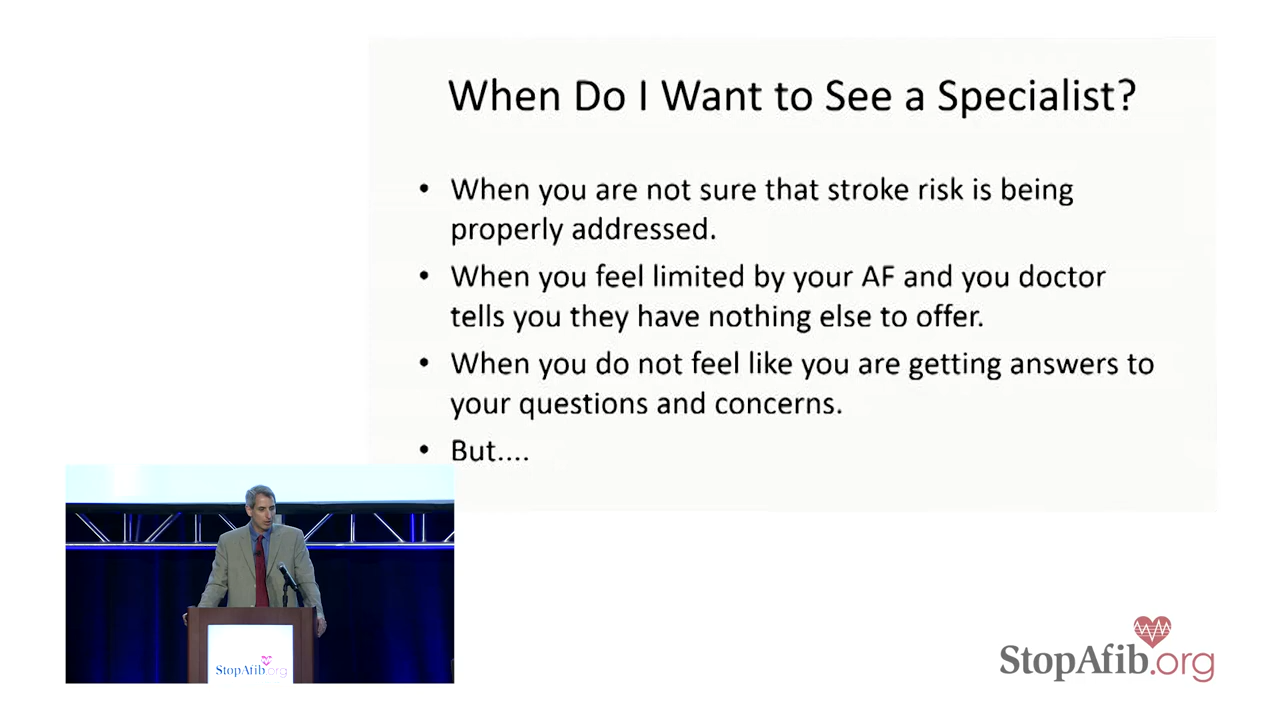 When Do I Want to See a Specialist?
• When you are not sure that stroke risk is being
properly addressed.
• When you feel limited by your AF and you doctor
tells you they have nothing else to offer.
• When you do not feel like you are getting answers to
your questions and concerns.
• But....
StopAfib.org
StopAfib.org